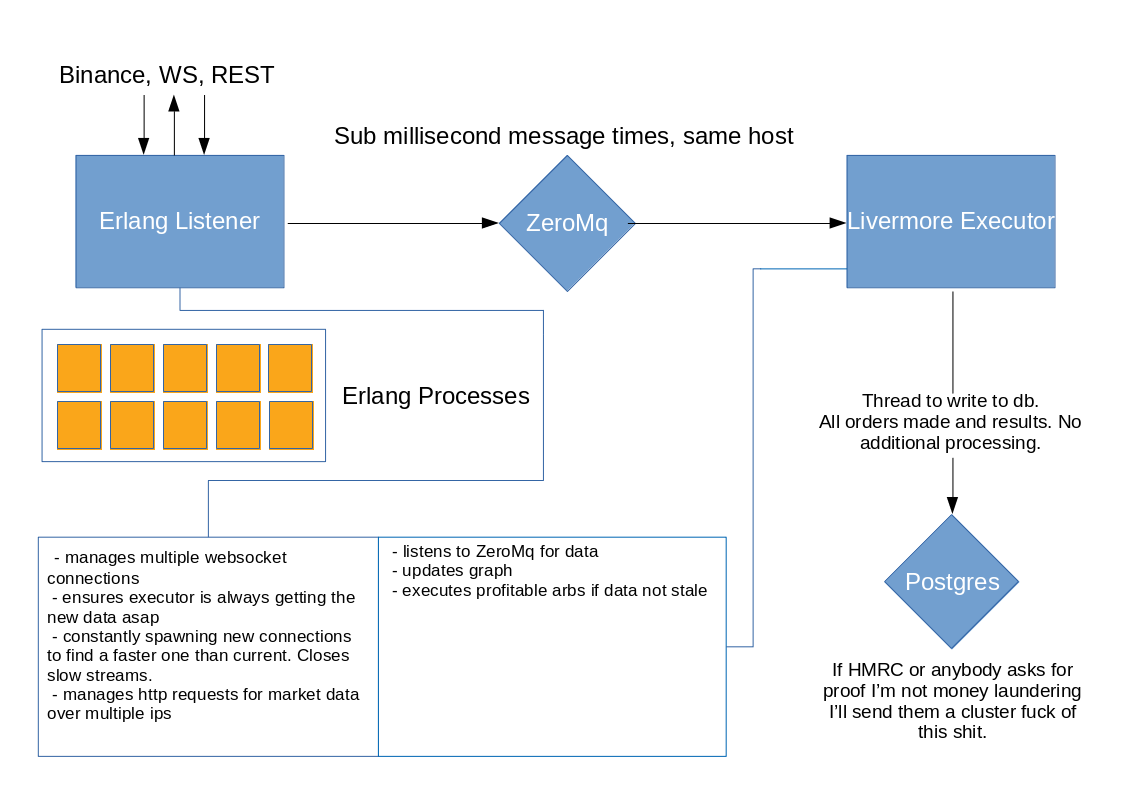 Binance, WS, REST
Sub millisecond message times, same host
Erlang Listener
ZeroMq
Livermore Executor
Erlang Processes
Thread to write to db.
All orders made and results. No
additional processing.
- manages multiple websocket
connections
- ensures executor is always getting the
new data asap
- constantly spawning new connections
to find a faster one than current. Closes
slow streams.
- manages http requests for market data
over multiple ips
- listens to ZeroMq for data
- updates graph
- executes profitable arbs if data not stale
Postgres
If HMRC or anybody asks for
proof I'm not money laundering
I'll send them a cluster fuck of
this shit.